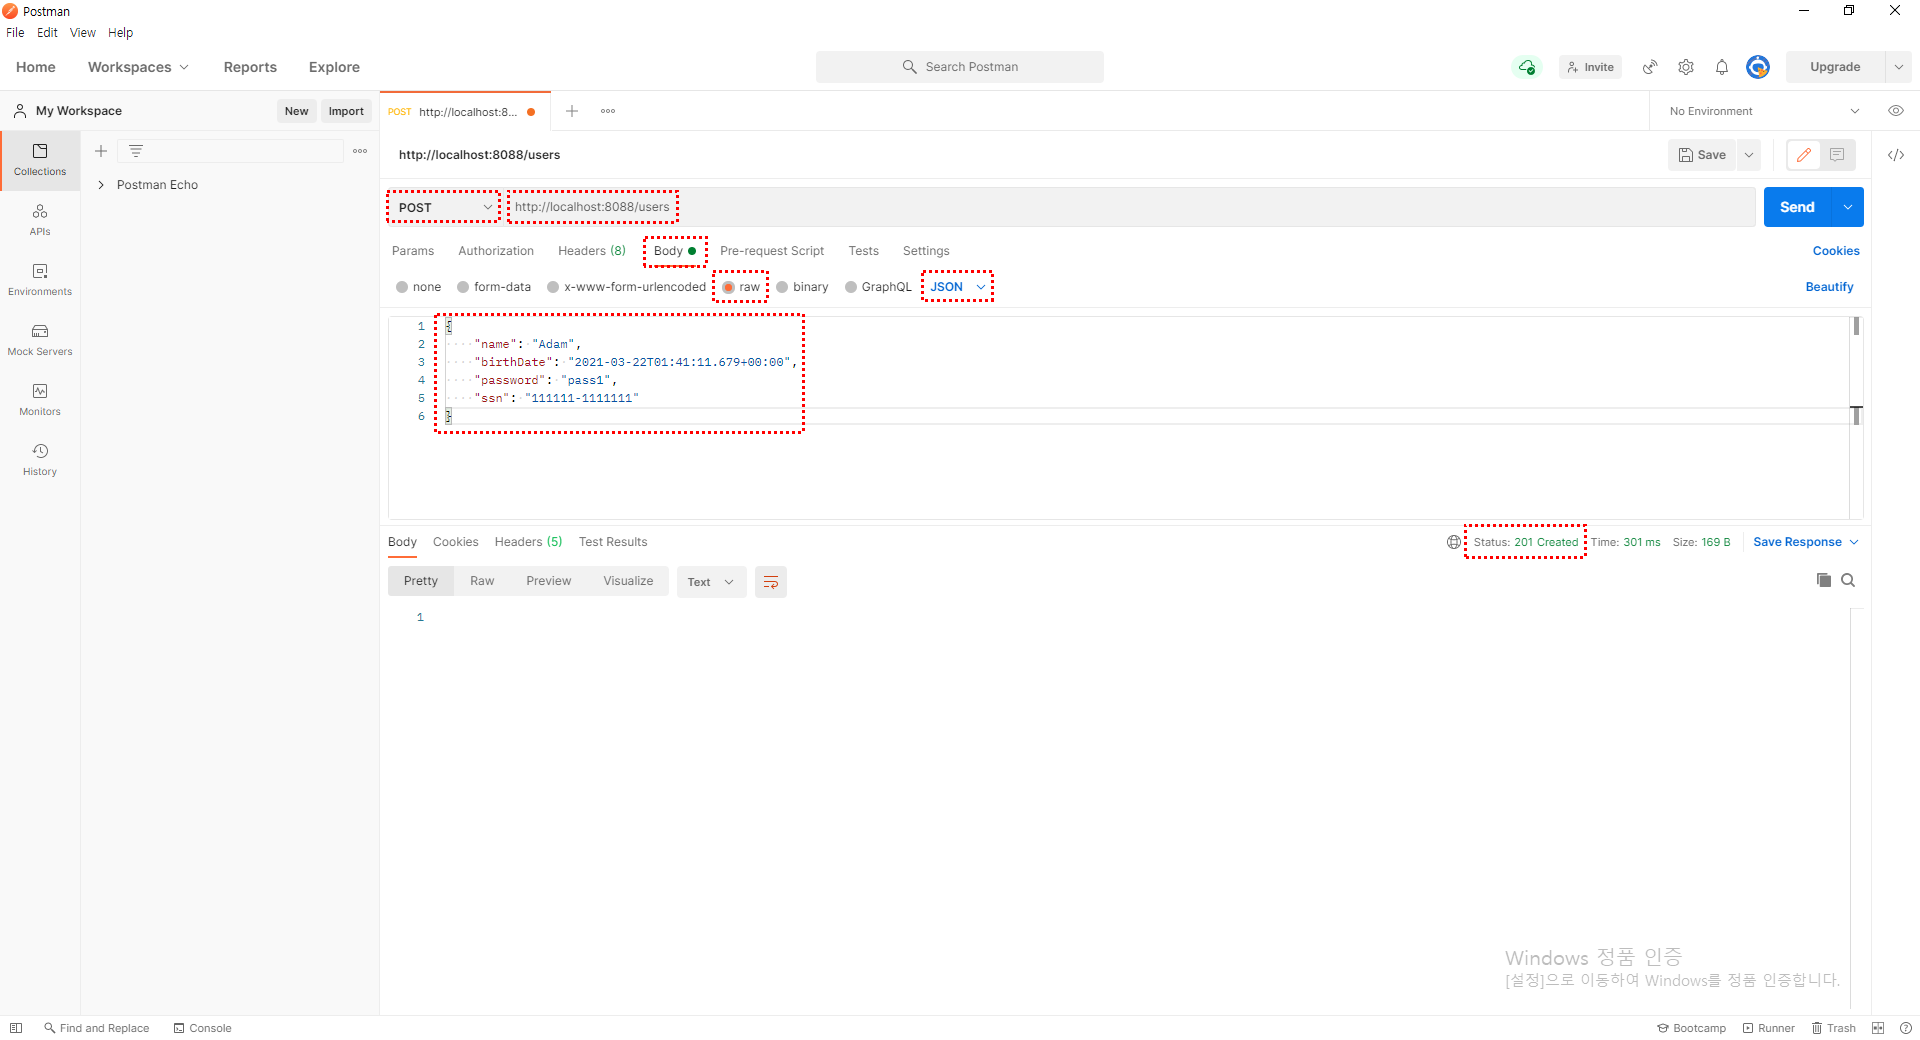 Postman
File Edit View Help
Home Workspaces Reports Explore Search Postman Invite Upgrade
My Workspace New Import POST http://localhost:8... No Environment
Collections
Postman Echo
APIs
Environments
Mock Servers
Monitors
History
http://localhost:8088/users Save
POST http://localhost:8088/users Send
Params Authorization Headers (8) Body Pre-request Script Tests Settings Cookies
none form-data x-www-form-urlencoded raw binary GraphQL JSON Beautify
1 {
2 "name": "Adam",
3 "birthDate": "2021-03-22T01:41:11.679+00:00",
4 "password": "pass1",
5 "ssn": "111111-1111111"
6 }
Body Cookies Headers (5) Test Results Status: 201 Created Time: 301 ms Size: 169 B Save Response
Pretty Raw Preview Visualize Text
1
Windows 정품 인증
[설정]으로 이동하여 Windows를 정품 인증합니다.
Find and Replace Console Bootcamp Runner Trash